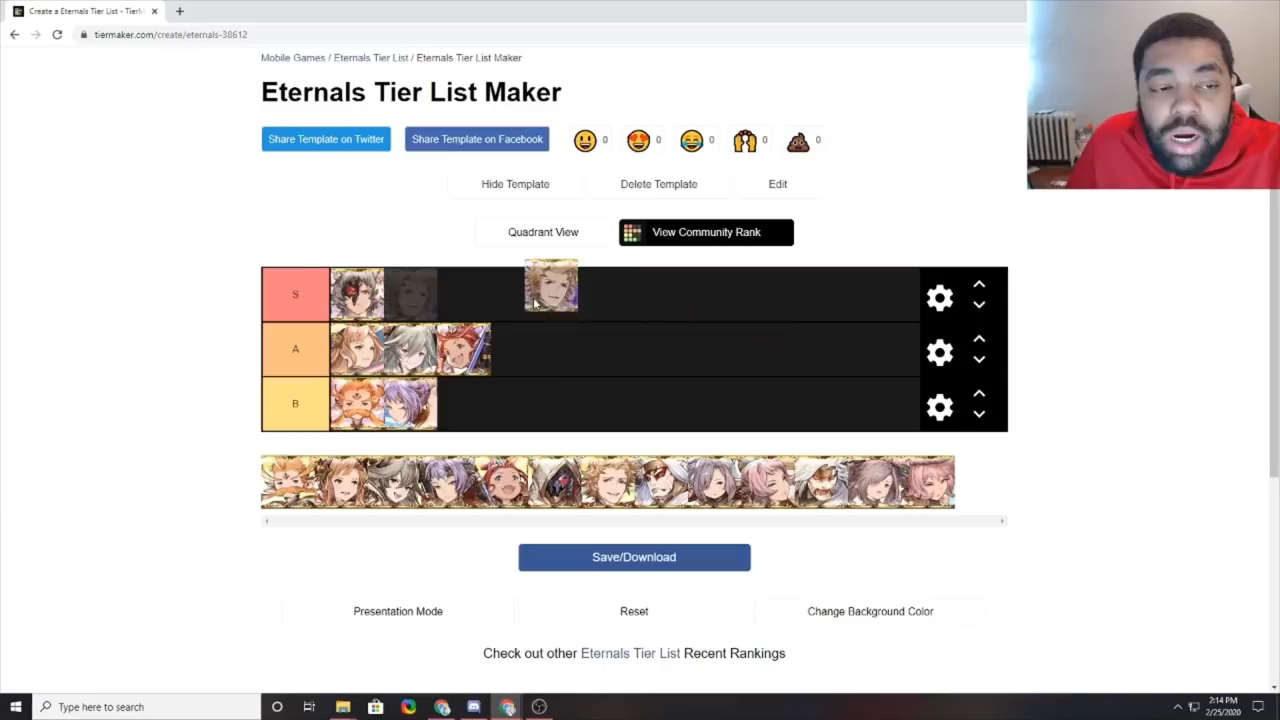 Create a Eternals Tier List - TierM
tiermaker.com/create/eternals-38612
Mobile Games / Eternals Tier List / Eternals Tier List Maker
Eternals Tier List Maker
Share Template on Twitter
Share Template on Facebook
0
0
0
0
0
Hide Template
Delete Template
Edit
Quadrant View
View Community Rank
S
A
B
Save/Download
Presentation Mode
Reset
Change Background Color
Check out other Eternals Tier List Recent Rankings
Type here to search
2:14 PM
2/25/2020